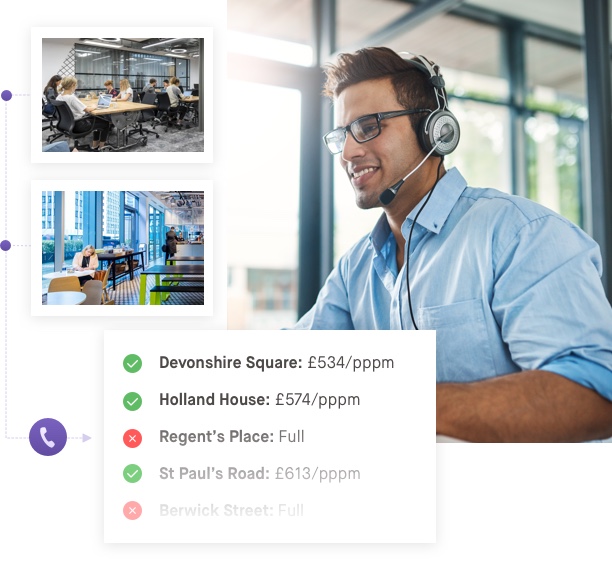 Devonshire Square: £534/pppm
Holland House: £574/pppm
Regent's Place: Full
St Paul's Road: £613/pppm
Berwick Street: Full